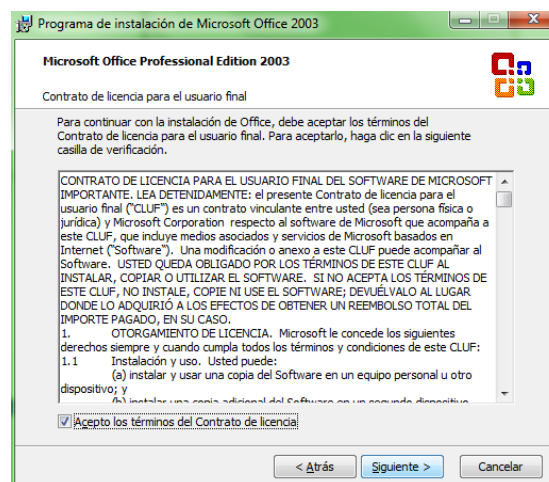 Programa de instalación de Microsoft Office 2003
Microsoft Office Professional Edition 2003
Contrato de licencia para el usuario final
Para continuar con la instalación de Office, debe aceptar los términos del
Contrato de licencia para el usuario final. Para aceptarlo, haga clic en la siguiente
casilla de verificación.
CONTRATO DE LICENCIA PARA EL USUARIO FINAL DEL SOFTWARE DE MICROSOFT
IMPORTANTE. LEA DETENIDAMENTE: el presente Contrato de licencia para el
usuario final ("CLUF") es un contrato vinculante entre usted (sea persona física o
jurídica) y Microsoft Corporation respecto al software de Microsoft que acompaña a
este CLUF, que incluye medios asociados y servicios de Microsoft basados en
Internet ("Software"). Una modificación o anexo a este CLUF puede acompañar al
Software. USTED QUEDA OBLIGADO POR LOS TÉRMINOS DE ESTE CLUF AL
INSTALAR, COPIAR O UTILIZAR EL SOFTWARE. SI NO ACEPTA LOS TÉRMINOS DE
ESTE CLUF, NO INSTALE, COPIE NI USE EL SOFTWARE; DEVUÉLVALO AL LUGAR
DONDE LO ADQUIRIÓ A LOS EFECTOS DE OBTENER UN REEMBOLSO TOTAL DEL
IMPORTE PAGADO, EN SU CASO.
1. OTORGAMIENTO DE LICENCIA. Microsoft le concede los siguientes
derechos siempre y cuando cumpla todos los términos y condiciones de este CLUF:
1.1 Instalación y uso. Usted puede:
(a) instalar y usar una copia del Software en un equipo personal u otro
dispositivo; y
(b) instalar una copia adicional del Software en un segundo dispositivo
Acepto los términos del Contrato de licencia
< Atrás
Siguiente >
Cancelar